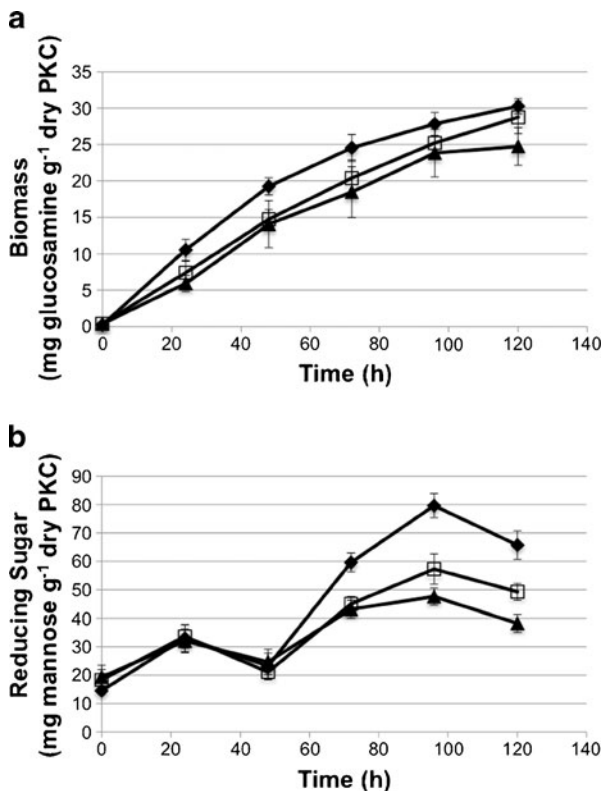 a
Biomass
(mg glucosamine g⁻¹ dry PKC)
35
30
25
20
15
10
5
0
0 20 40 60 80 100 120 140
Time (h)
b
Reducing Sugar
(mg mannose g⁻¹ dry PKC)
90
80
70
60
50
40
30
20
10
0
0 20 40 60 80 100 120 140
Time (h)